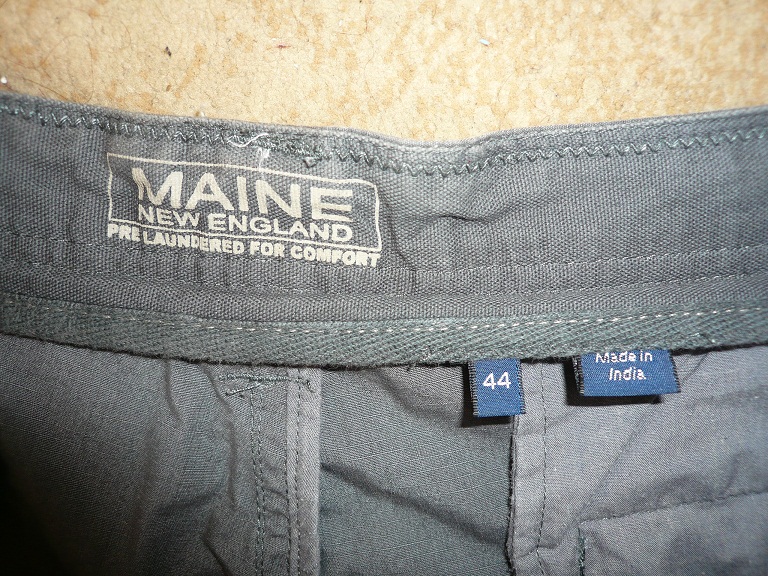 MAINE
NEW ENGLAND
PRE LAUNDERED FOR COMFORT
44
Made in
India